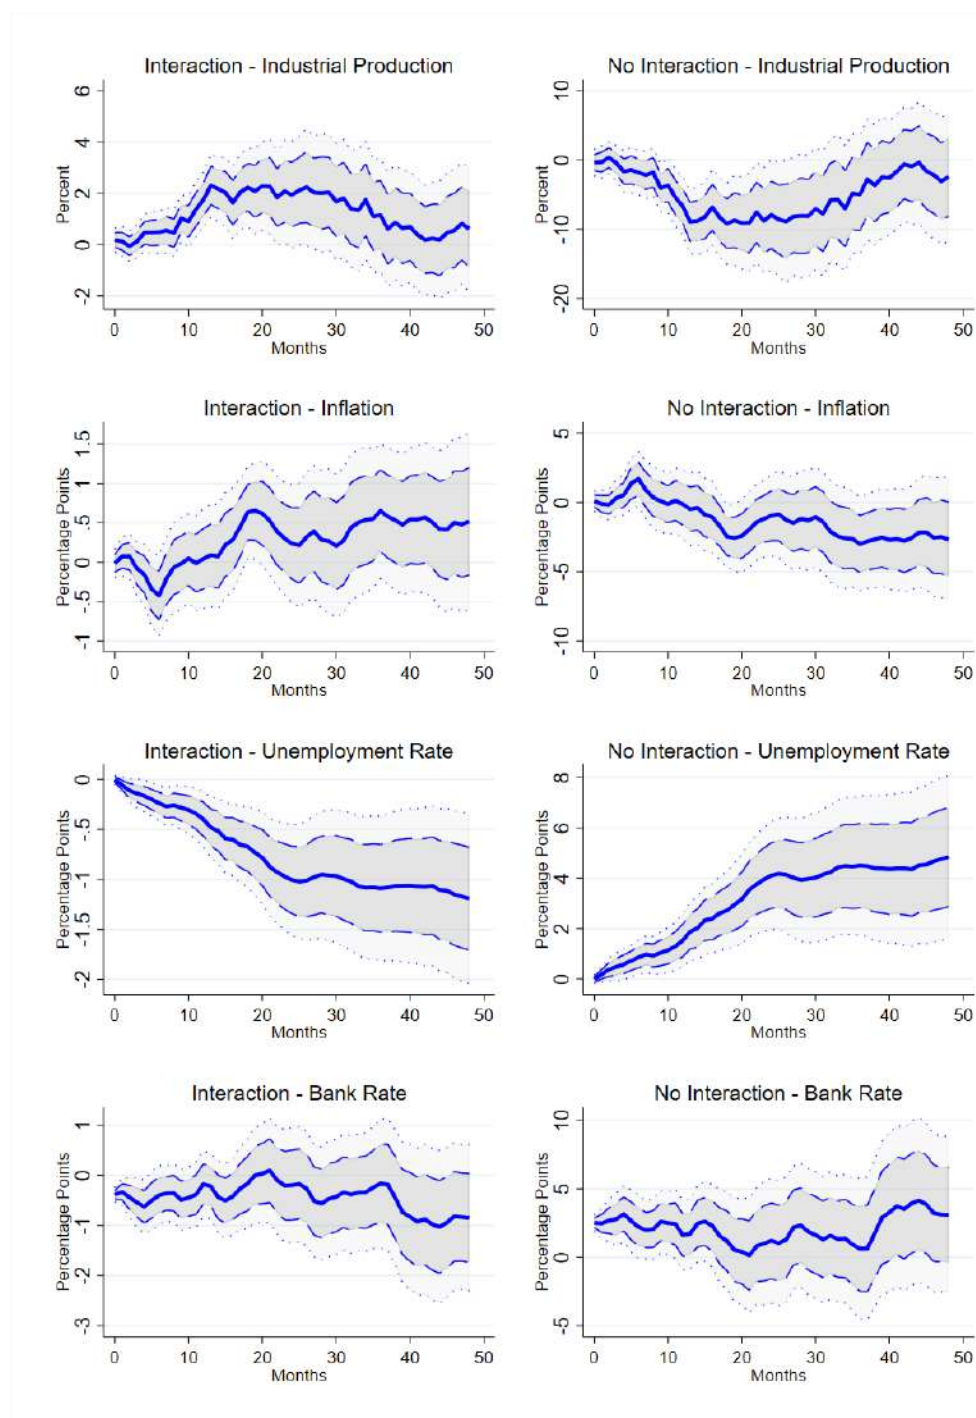 Interaction - Industrial Production
Percent
6
4
2
0
-2
0 10 20 30 40 50
Months
No Interaction - Industrial Production
Percent
10
0
-10
-20
0 10 20 30 40 50
Months
Interaction - Inflation
Percentage Points
1.5
1
.5
0
-.5
-1
0 10 20 30 40 50
Months
No Interaction - Inflation
Percentage Points
5
0
-5
-10
0 10 20 30 40 50
Months
Interaction - Unemployment Rate
Percentage Points
0
-.5
-1
-1.5
-2
0 10 20 30 40 50
Months
No Interaction - Unemployment Rate
Percentage Points
8
6
4
2
0
0 10 20 30 40 50
Months
Interaction - Bank Rate
Percentage Points
1
0
-1
-2
-3
0 10 20 30 40 50
Months
No Interaction - Bank Rate
Percentage Points
10
5
0
-5
0 10 20 30 40 50
Months